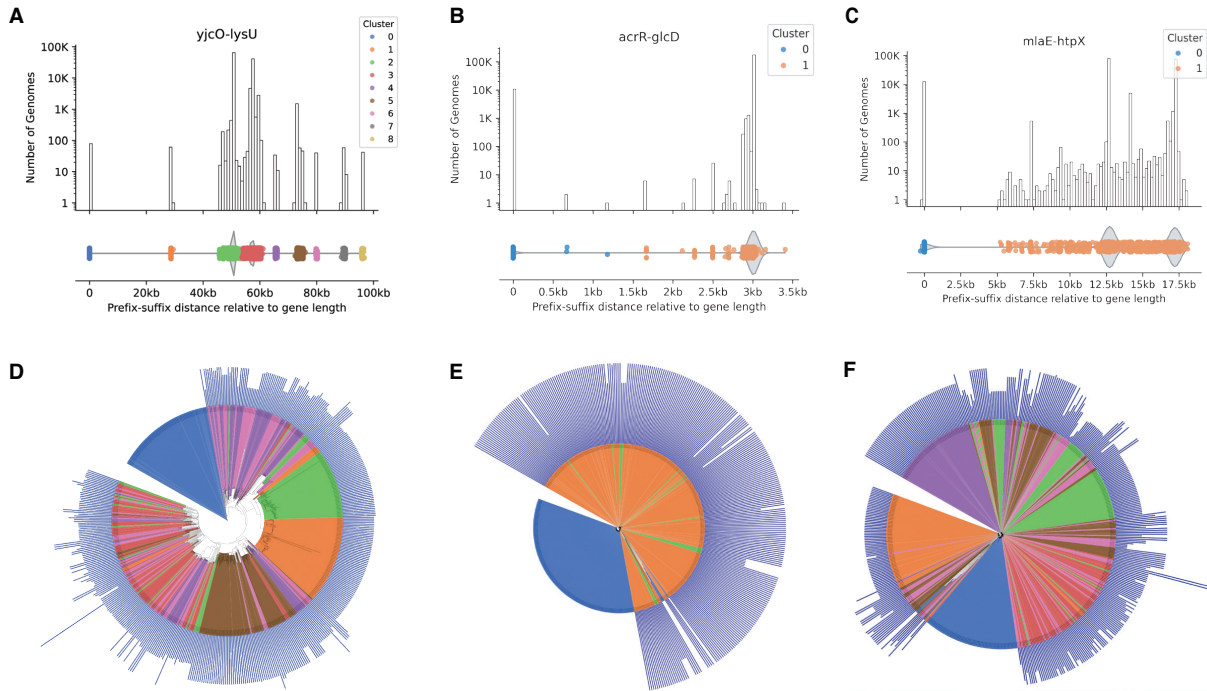 A
yjcO-lysU
Cluster
0
1
2
3
4
5
6
7
8
Number of Genomes
100K
10K
1K
100
10
1
0 20kb 40kb 60kb 80kb 100kb
Prefix-suffix distance relative to gene length
B
acrR-glcD
Cluster
0
1
Number of Genomes
100K
10K
1K
100
10
1
0 0.5kb 1kb 1.5kb 2kb 2.5kb 3kb 3.5kb
Prefix-suffix distance relative to gene length
C
mlaE-htpX
Cluster
0
1
Number of Genomes
100K
10K
1K
100
10
1
0 2.5kb 5kb 7.5kb 10kb 12.5kb 15kb 17.5kb
Prefix-suffix distance relative to gene length
D
E
F